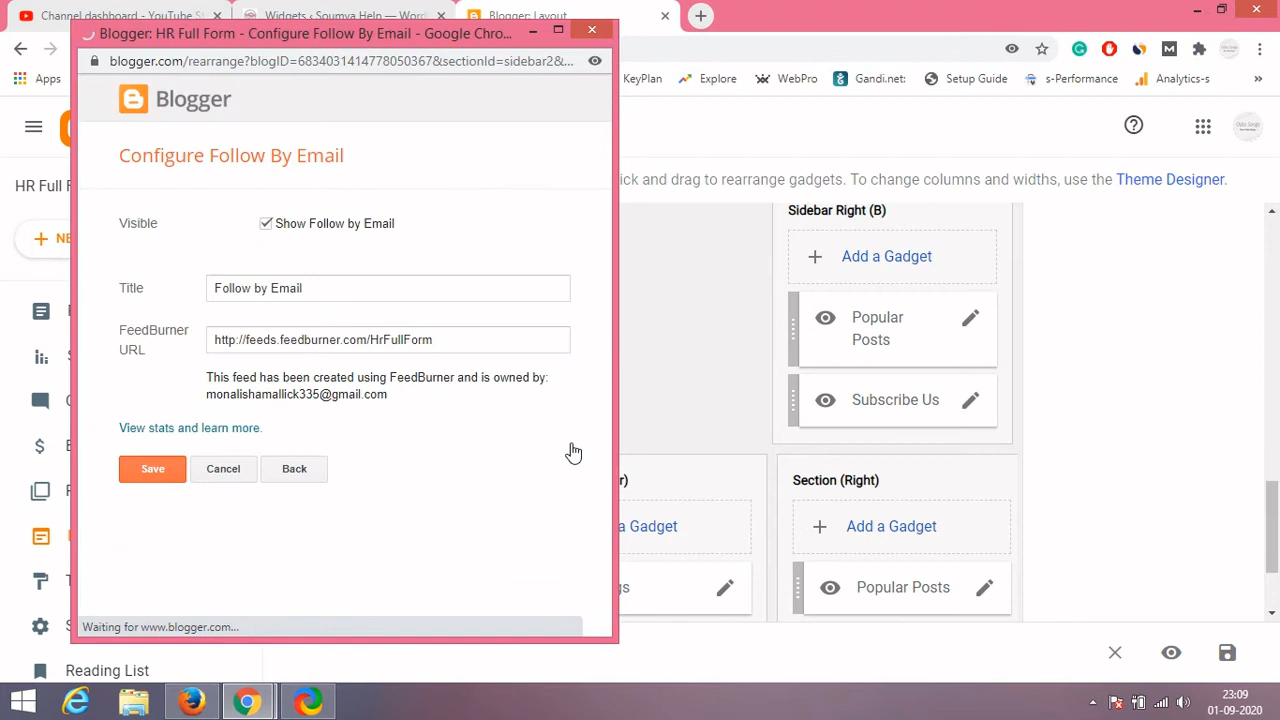 Channel dashboard - YouTube St
Widgets ‹ Soumya Help — Word
Blogger: Layout
Blogger: HR Full Form - Configure Follow By Email - Google Chro...
blogger.com/rearrange?blogID=6834031414770050367&sectionId=sidebar2&...
Apps
KeyPlan
Explore
WebPro
Gandi.net:
Setup Guide
s-Performance
Analytics-s
»
Blogger
HR Full F
Configure Follow By Email
ick and drag to rearrange gadgets. To change columns and widths, use the Theme Designer.
Visible
Show Follow by Email
Sidebar Right (B)
Add a Gadget
NE
Title
Follow by Email
FeedBurner
URL
http://feeds.feedburner.com/HrFullForm
This feed has been created using FeedBurner and is owned by:
monalishamallick335@gmail.com
View stats and learn more.
Save
Cancel
Back
Popular
Posts
Subscribe Us
r)
a Gadget
gs
Section (Right)
Add a Gadget
Popular Posts
Waiting for www.blogger.com...
Reading List
23:09
01-09-2020